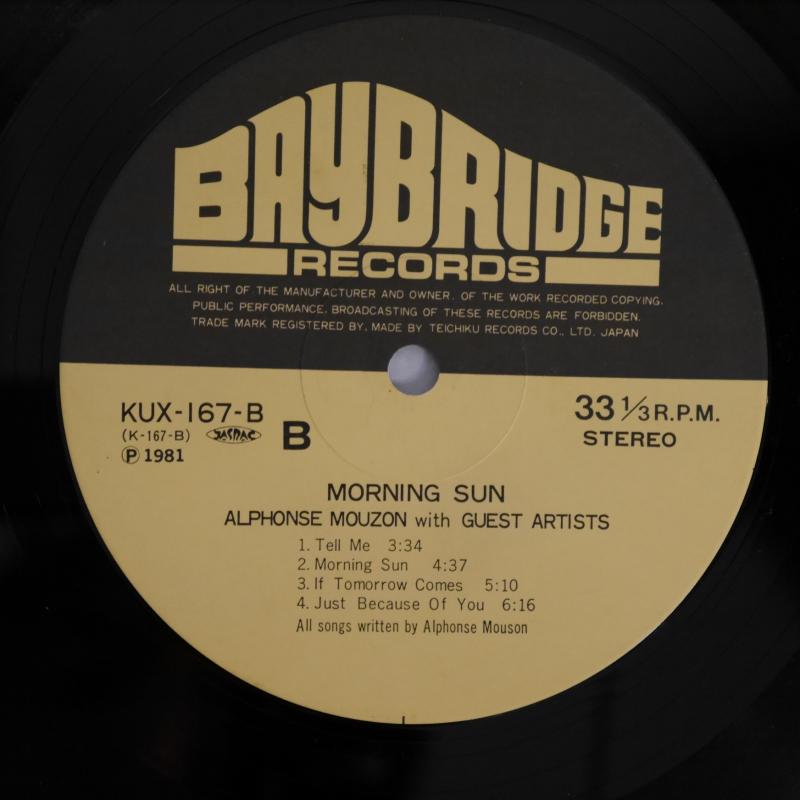 BAYBRIDGE
RECORDS
ALL RIGHT OF THE MANUFACTURER AND OWNER. OF THE WORK RECORDED COPYING.
PUBLIC PERFORMANCE. BROADCASTING OF THESE RECORDS ARE FORBIDDEN.
TRADE MARK REGISTERED BY. MADE BY TEICHIKU RECORDS CO., LTD. JAPAN
KUX-167-B
(K-167-B) JASRAC B
Ⓟ 1981
33 1/3 R.P.M.
STEREO
MORNING SUN
ALPHONSE MOUZON with GUEST ARTISTS
1. Tell Me 3:34
2. Morning Sun 4:37
3. If Tomorrow Comes 5:10
4. Just Because Of You 6:16
All songs written by Alphonse Mouson